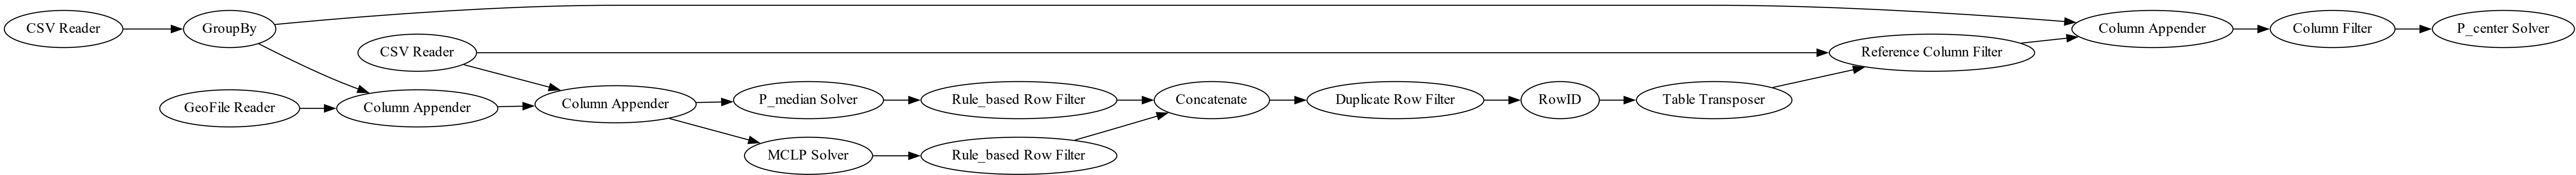 CSV Reader
GroupBy
CSV Reader
GeoFile Reader
Column Appender
Column Appender
P_median Solver
MCLP Solver
Rule_based Row Filter
Rule_based Row Filter
Concatenate
Duplicate Row Filter
RowID
Table Transposer
Reference Column Filter
Column Appender
Column Filter
P_center Solver